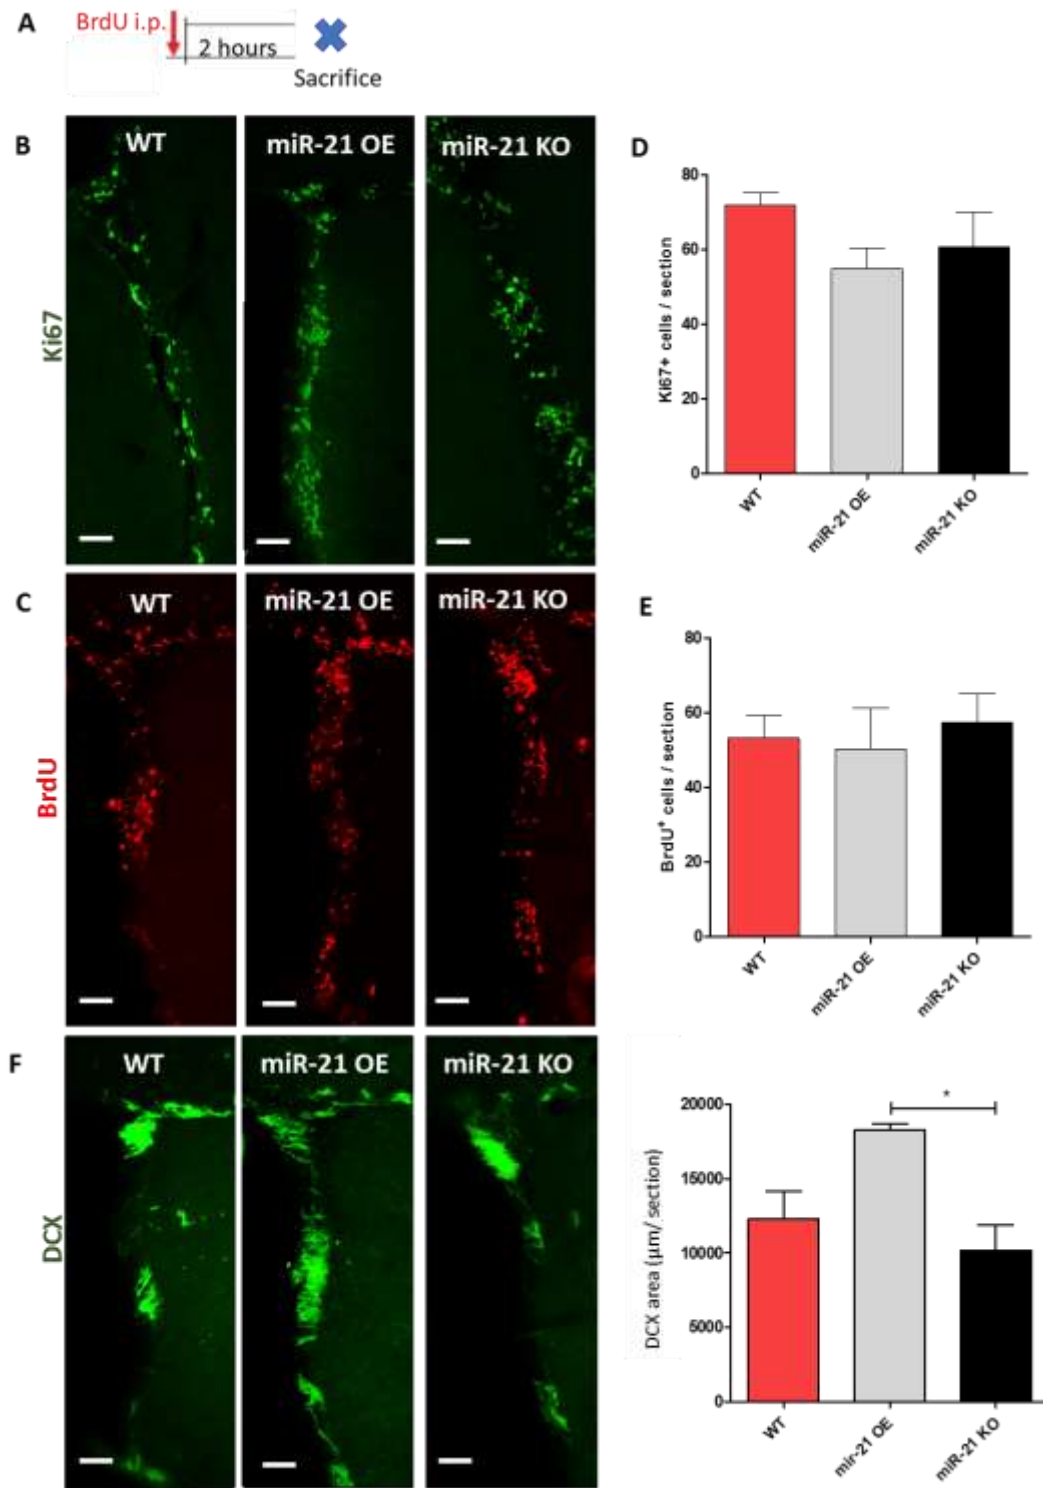 A
BrdU i.p.
2 hours
Sacrifice
B
WT
miR-21 OE
miR-21 KO
Ki67
D
80
60
40
20
0
Ki67+ cells / section
WT
miR-21 OE
miR-21 KO
C
WT
miR-21 OE
miR-21 KO
BrdU
E
80
60
40
20
0
BrdU⁺ cells / section
WT
miR-21 OE
miR-21 KO
F
WT
miR-21 OE
miR-21 KO
DCX
20000
15000
10000
5000
0
DCX area (µm/ section)
*
WT
mir-21 OE
miR-21 KO